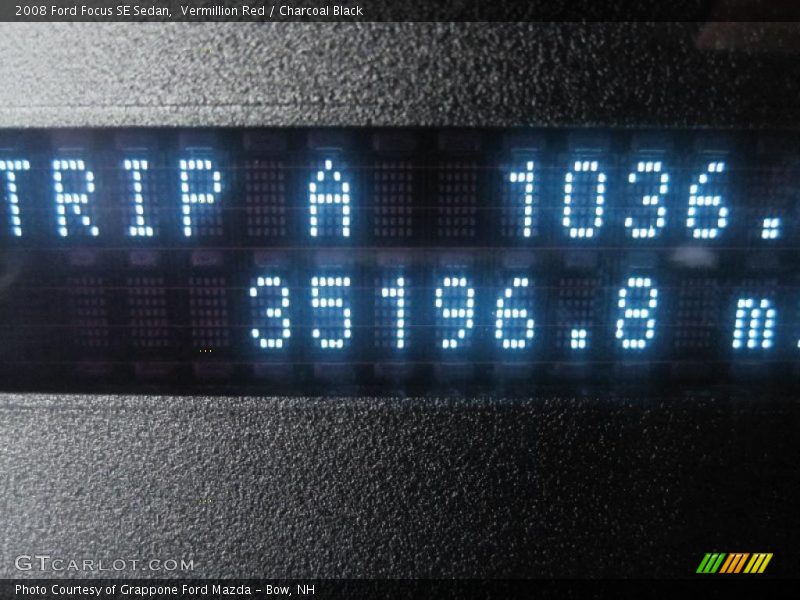 2008 Ford Focus SE Sedan,  Vermillion Red / Charcoal Black
TRIP A 1036.
35196.8 m
GTCARLOT.COM
Photo Courtesy of Grappone Ford Mazda - Bow, NH